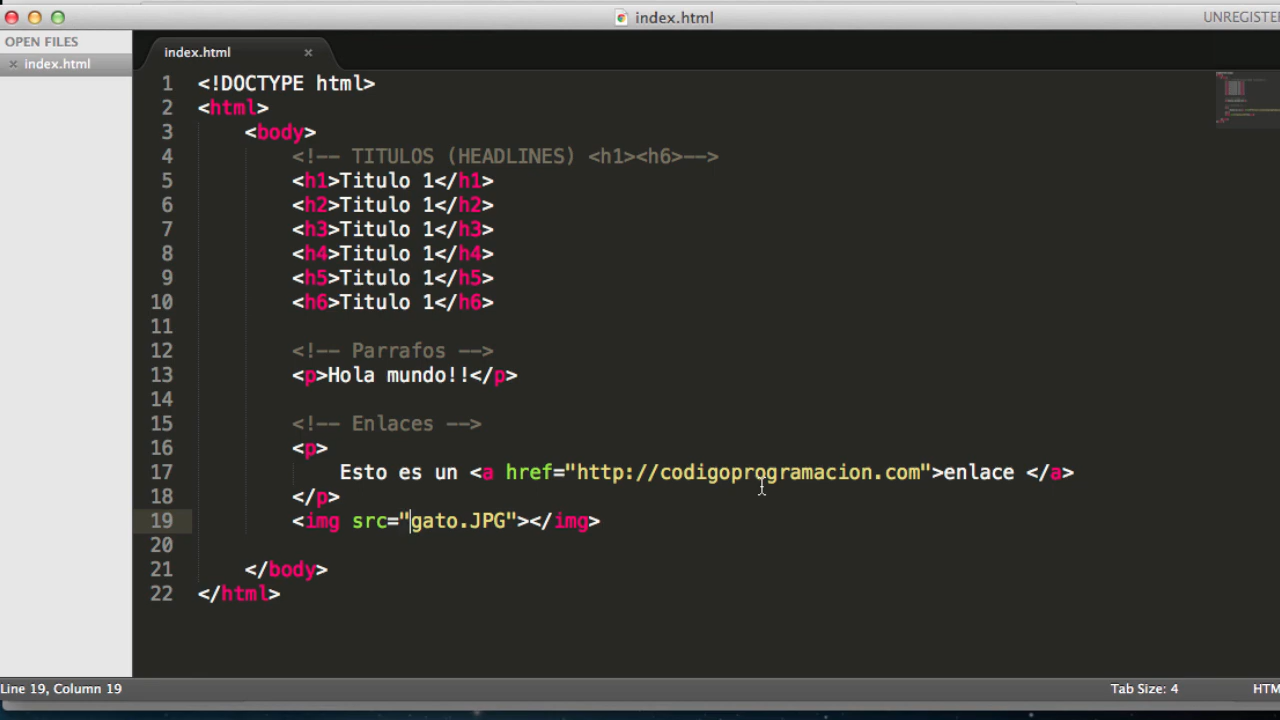 index.html
UNREGISTE
OPEN FILES
index.html
index.html
1 <!DOCTYPE html>
2 <html>
3     <body>
4         <!-- TITULOS (HEADLINES) <h1><h6>-->
5         <h1>Titulo 1</h1>
6         <h2>Titulo 1</h2>
7         <h3>Titulo 1</h3>
8         <h4>Titulo 1</h4>
9         <h5>Titulo 1</h5>
10         <h6>Titulo 1</h6>
11
12         <!-- Parrafos -->
13         <p>Hola mundo!!</p>
14
15         <!-- Enlaces -->
16         <p>
17             Esto es un <a href="http://codigoprogramacion.com">enlace </a>
18         </p>
19         <img src="gato.JPG"></img>
20
21     </body>
22 </html>
Line 19, Column 19
Tab Size: 4
HTM